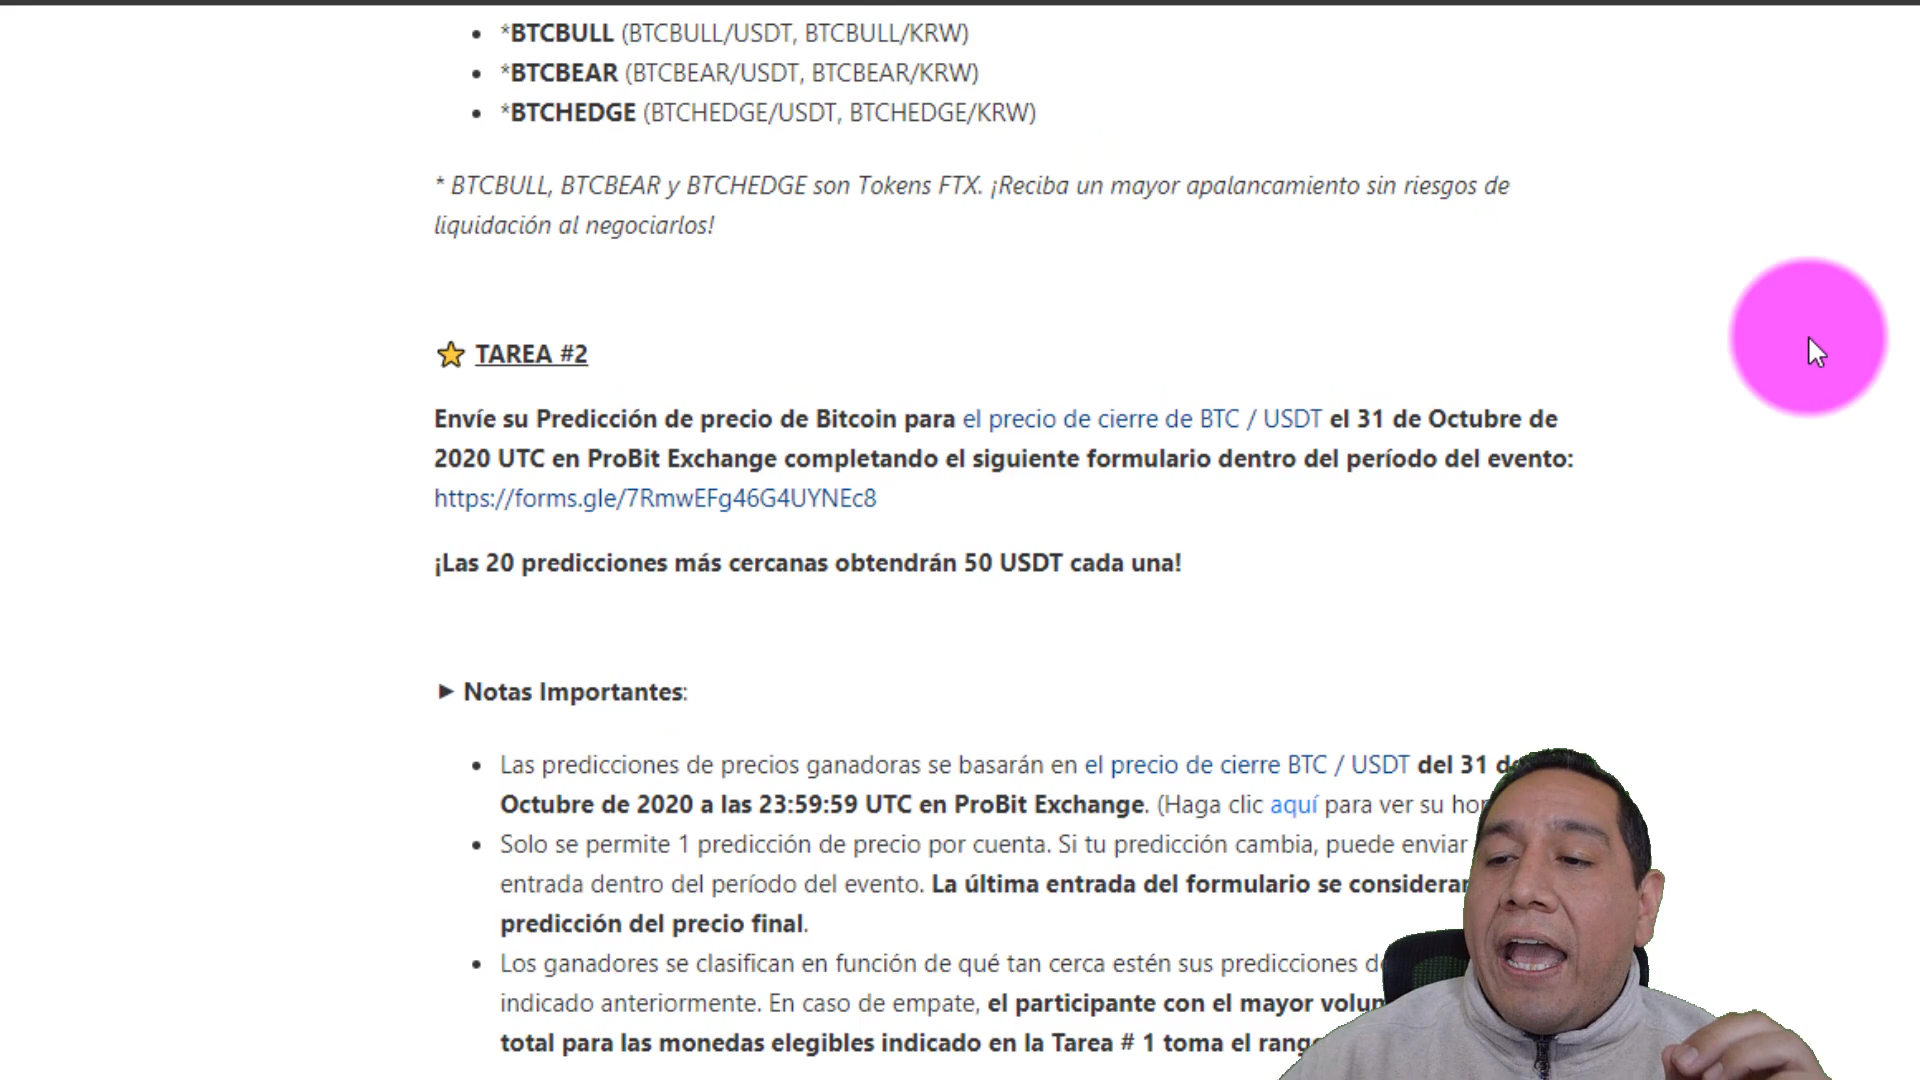 • *BTCBULL (BTCBULL/USDT, BTCBULL/KRW)
• *BTCBEAR (BTCBEAR/USDT, BTCBEAR/KRW)
• *BTCHEDGE (BTCHEDGE/USDT, BTCHEDGE/KRW)
* BTCBULL, BTCBEAR y BTCHEDGE son Tokens FTX. ¡Reciba un mayor apalancamiento sin riesgos de
liquidación al negociarlos!
⭐ TAREA #2
Envíe su Predicción de precio de Bitcoin para el precio de cierre de BTC / USDT el 31 de Octubre de
2020 UTC en ProBit Exchange completando el siguiente formulario dentro del período del evento:
https://forms.gle/7RmwEFg46G4UYNEc8
¡Las 20 predicciones más cercanas obtendrán 50 USDT cada una!
► Notas Importantes:
• Las predicciones de precios ganadoras se basarán en el precio de cierre BTC / USDT del 31
Octubre de 2020 a las 23:59:59 UTC en ProBit Exchange. (Haga clic aquí para ver su
• Solo se permite 1 predicción de precio por cuenta. Si tu predicción cambia, puede enviar
entrada dentro del período del evento. La última entrada del formulario se
predicción del precio final.
• Los ganadores se clasifican en función de qué tan cerca estén sus predicciones
indicado anteriormente. En caso de empate, el participante con el mayor
total para las monedas elegibles indicado en la Tarea # 1 toma el